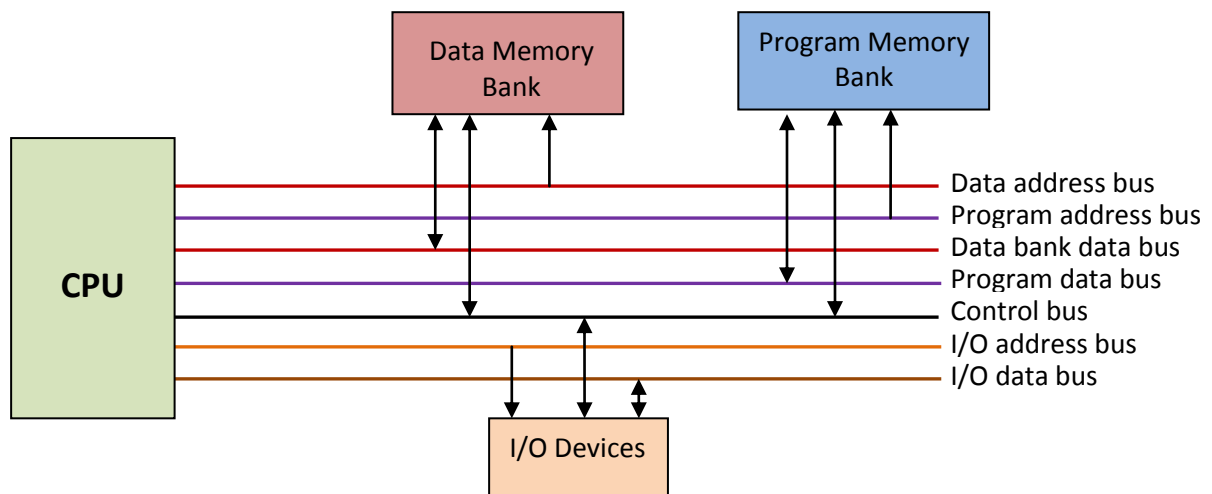 Data Memory
Bank
Program Memory
Bank
CPU
Data address bus
Program address bus
Data bank data bus
Program data bus
Control bus
I/O address bus
I/O data bus
I/O Devices